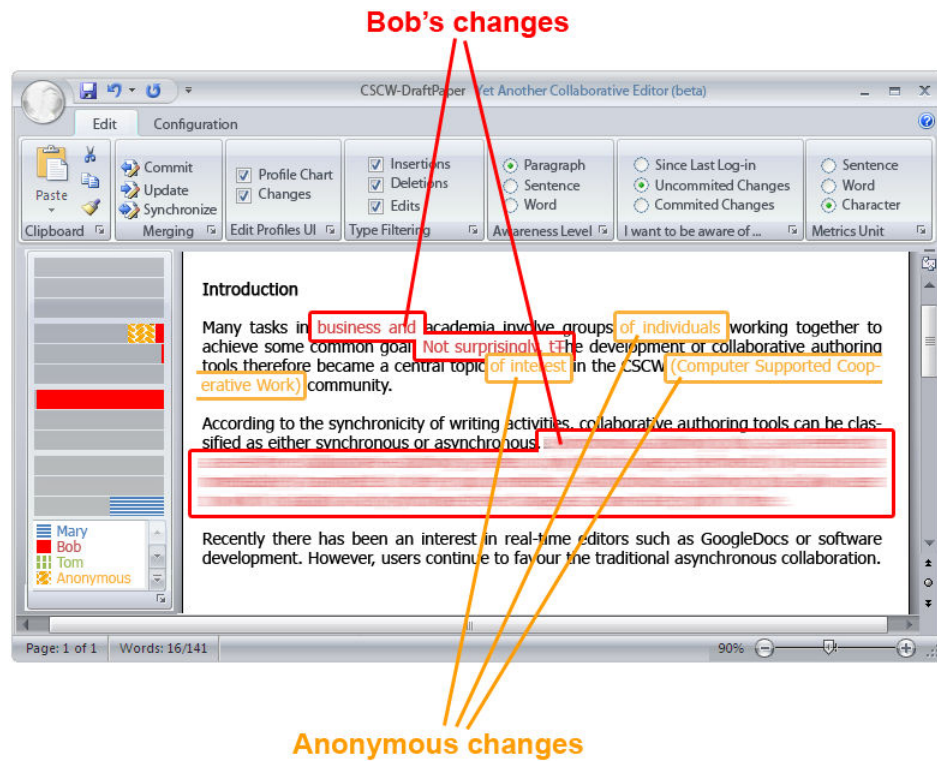 Bob's changes
CSCW-DraftPaper Yet Another Collaborative Editor (beta)
Edit Configuration
Paste
Clipboard
Commit
Update
Synchronize
Merging
Profile Chart
Changes
Edit Profiles UI
Insertions
Deletions
Edits
Type Filtering
Paragraph
Sentence
Word
Awareness Level
Since Last Log-in
Uncommited Changes
Commited Changes
I want to be aware of ...
Sentence
Word
Character
Metrics Unit
Introduction
Many tasks in business and academia involve groups of individuals working together to
achieve some common goal. Not surprisingly, tThe development of collaborative authoring
tools therefore became a central topic of interest in the CSCW (Computer Supported Coop-
erative Work) community.
According to the synchronicity of writing activities, collaborative authoring tools can be clas-
sified as either synchronous or asynchronous.
Recently there has been an interest in real-time editors such as GoogleDocs or software
development. However, users continue to favour the traditional asynchronous collaboration.
Mary
Bob
Tom
Anonymous
Page: 1 of 1 Words: 16/141
90%
Anonymous changes